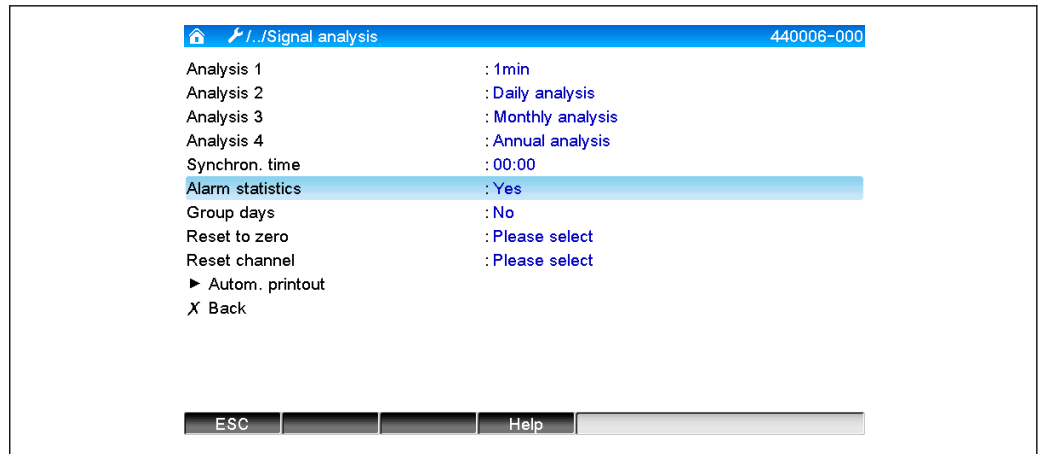 /../Signal analysis 440006-000
Analysis 1 : 1min
Analysis 2 : Daily analysis
Analysis 3 : Monthly analysis
Analysis 4 : Annual analysis
Synchron. time : 00:00
Alarm statistics : Yes
Group days : No
Reset to zero : Please select
Reset channel : Please select
► Autom. printout
X Back
ESC Help